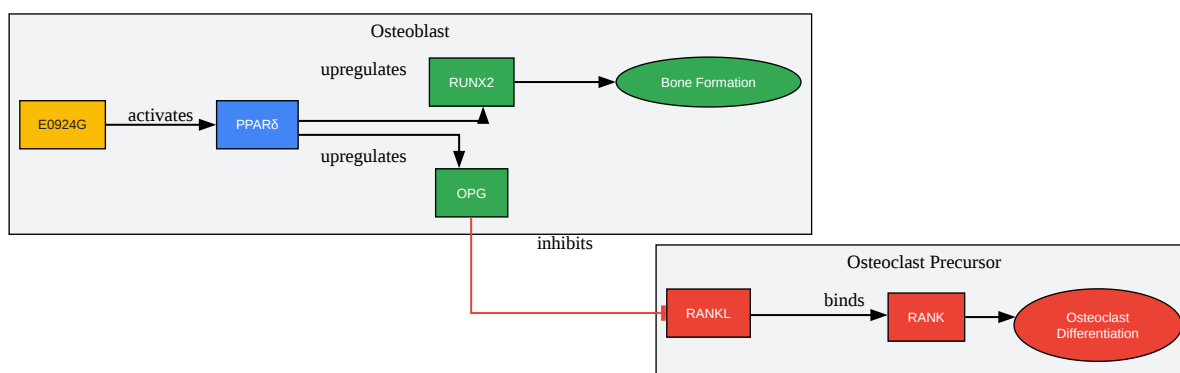 Osteoblast
upregulates
RUNX2
Bone Formation
E0924G
activates
PPARδ
upregulates
OPG
inhibits
Osteoclast Precursor
RANKL
binds
RANK
Osteoclast
Differentiation